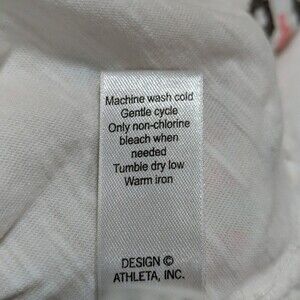 Machine wash cold
Gentle cycle
Only non-chlorine
bleach when
needed
Tumble dry low
Warm iron
DESIGN ©
ATHLETA, INC.